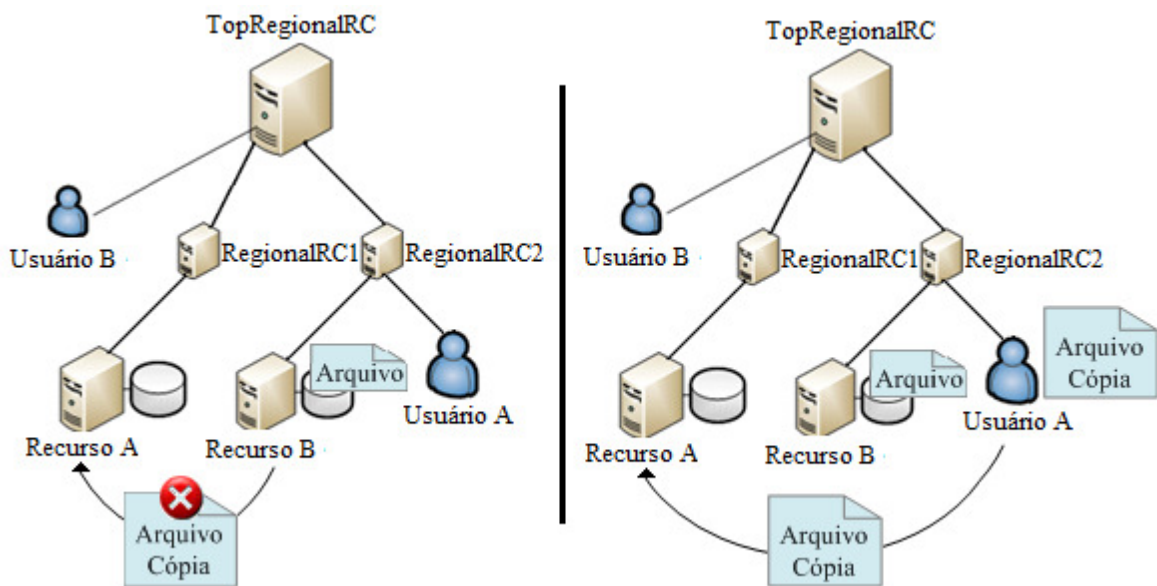 TopRegionalRC
Usuário B
RegionalRC1
RegionalRC2
Arquivo
Usuário A
Recurso A
Recurso B
Arquivo
Cópia
TopRegionalRC
Usuário B
RegionalRC1
RegionalRC2
Arquivo
Cópia
Arquivo
Usuário A
Recurso A
Recurso B
Arquivo
Cópia